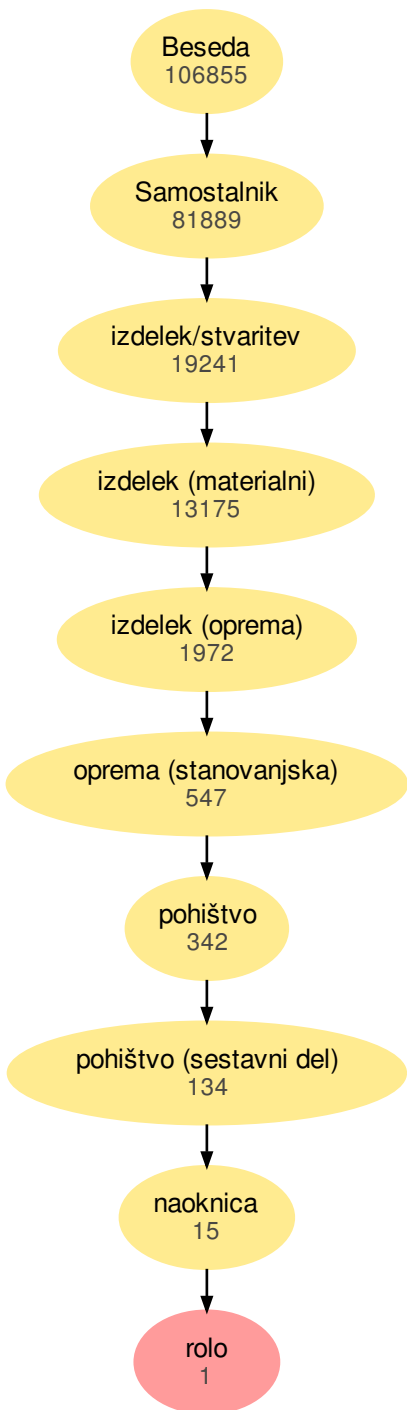 Beseda
106855
Samostalnik
81889
izdelek/stvaritev
19241
izdelek (materialni)
13175
izdelek (oprema)
1972
oprema (stanovanjska)
547
pohištvo
342
pohištvo (sestavni del)
134
naoknica
15
rolo
1